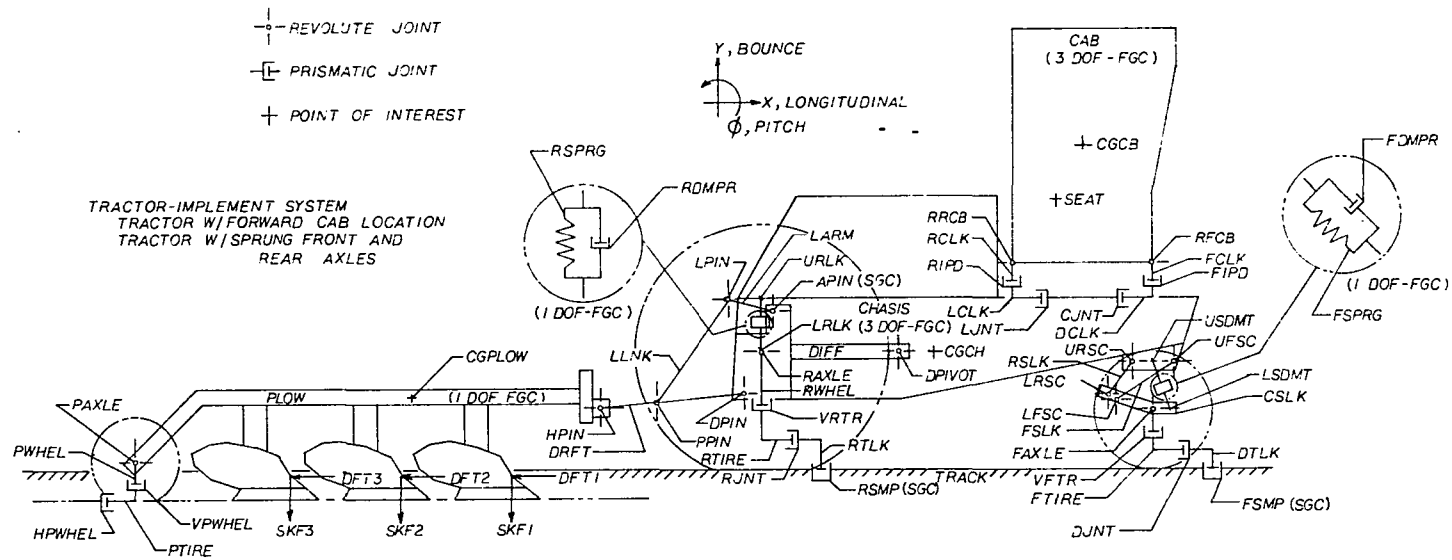 REVOLUTE JOINT
PRISMATIC JOINT
POINT OF INTEREST
Y, BOUNCE
X, LONGITUDINAL
Ø, PITCH
CAB
(3 DOF-FGC)
CGCB
SEAT
FDMPR
RSPRG
RDMPR
TRACTOR-IMPLEMENT SYSTEM
TRACTOR W/FORWARD CAB LOCATION
TRACTOR W/SPRUNG FRONT AND
REAR AXLES
(1 DOF-FGC)
LPIN
LARM
URLK
APIN (SGC)
CHASIS
LRLK (3 DOF-FGC)
RRCB
RCLK
RIPD
RFCB
FCLK
FIPD
LCLK
LJNT
CJNT
DCLK
(1 DOF-FGC)
FSPRG
USDMT
UFSC
URSC
RSLK
LRSC
LSDMT
CSLK
LFSC
FSLK
FAXLE
DIFF
CGCH
DPIVOT
RAXLE
RWHEL
VRTR
LLNK
CGPLOW
PLOW
(1 DOF FGC)
PAXLE
PWHEL
HPIN
DRFT
PPIN
DPIN
RTIRE
RJNT
RTLK
RSMP (SGC)
TRACK
VFTR
FTIRE
DJNT
DTLK
FSMP (SGC)
DFT3
DFT2
DFT1
SKF3
SKF2
SKF1
HPWHEL
VPWHEL
PTIRE